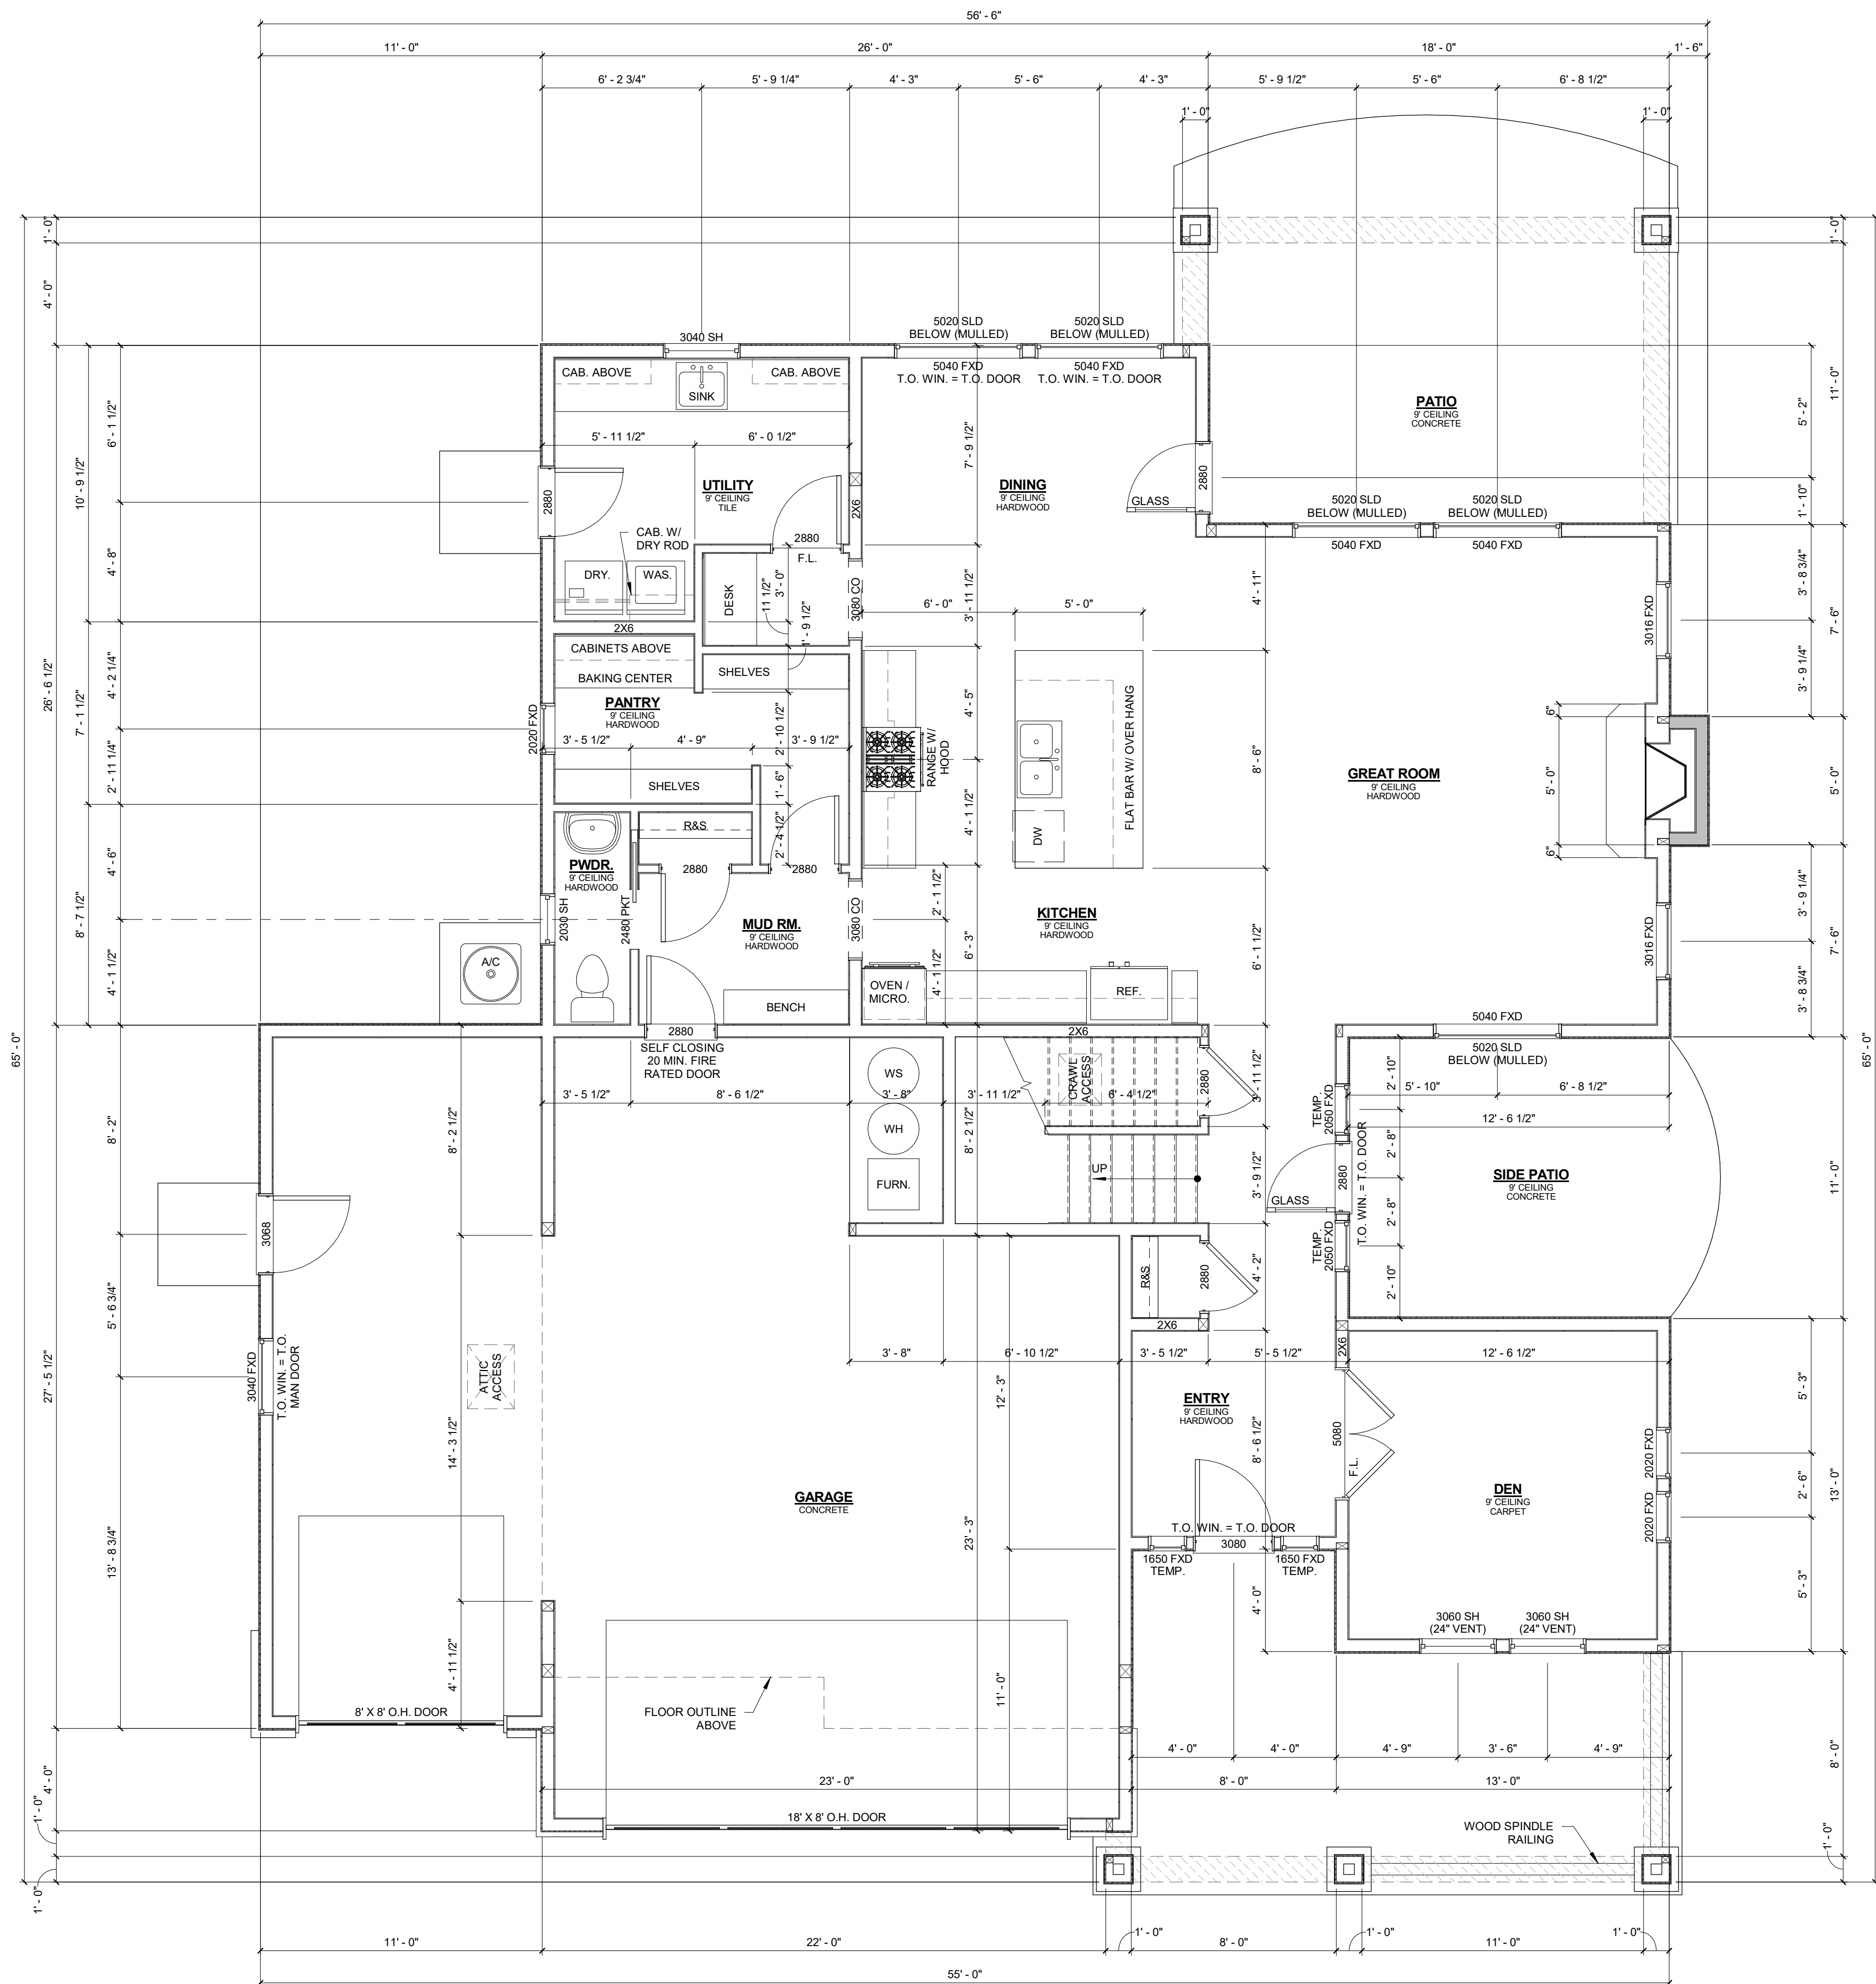 56' - 6"
11' - 0"
26' - 0"
18' - 0"
1' - 6"
6' - 2 3/4"
5' - 9 1/4"
4' - 3"
5' - 6"
4' - 3"
5' - 9 1/2"
5' - 6"
6' - 8 1/2"
1' - 0"
1' - 0"
1' - 0"
4' - 0"
26' - 6 1/2"
65' - 0"
10' - 9 1/2"
7' - 1 1/2"
8' - 7 1/2"
6' - 1 1/2"
4' - 8"
4' - 2 1/4"
2' - 11 1/4"
4' - 6"
4' - 1 1/2"
3040 SH
CAB. ABOVE
CAB. ABOVE
SINK
5' - 11 1/2"
6' - 0 1/2"
UTILITY
9' CEILING
TILE
2880
2X6
CAB. W/
DRY ROD
2880
F.L.
DRY.
WAS.
DESK
11 1/2"
3' - 0"
3080 CO
1' - 9 1/2"
2X6
CABINETS ABOVE
BAKING CENTER
SHELVES
PANTRY
9' CEILING
HARDWOOD
2020 FXD
3' - 5 1/2"
4' - 9"
3' - 9 1/2"
2' - 10 1/2"
SHELVES
1' - 6"
2' - 4 1/2"
R&S
PWDR.
9' CEILING
HARDWOOD
2880
2880
2030 SH
2480 PKT
MUD RM.
9' CEILING
HARDWOOD
3080 CO
BENCH
A/C
2880
SELF CLOSING
20 MIN. FIRE
RATED DOOR
5020 SLD
BELOW (MULLED)
5020 SLD
BELOW (MULLED)
5040 FXD
T.O. WIN. = T.O. DOOR
5040 FXD
T.O. WIN. = T.O. DOOR
7' - 9 1/2"
DINING
9' CEILING
HARDWOOD
GLASS
2880
3' - 11 1/2"
6' - 0"
5' - 0"
4' - 5"
4' - 1 1/2"
RANGE W/
HOOD
FLAT BAR W/ OVER HANG
DW
4' - 11"
8' - 6"
6' - 1 1/2"
2' - 1 1/2"
4' - 1 1/2"
6' - 3"
KITCHEN
9' CEILING
HARDWOOD
OVEN /
MICRO.
REF.
2X6
PATIO
9' CEILING
CONCRETE
5020 SLD
BELOW (MULLED)
5020 SLD
BELOW (MULLED)
5040 FXD
5040 FXD
3016 FXD
GREAT ROOM
9' CEILING
HARDWOOD
6"
5' - 0"
6"
3016 FXD
5040 FXD
5020 SLD
BELOW (MULLED)
1' - 0"
11' - 0"
5' - 2"
1' - 10"
3' - 8 3/4"
3' - 9 1/4"
7' - 6"
5' - 0"
3' - 9 1/4"
3' - 8 3/4"
7' - 6"
65' - 0"
27' - 5 1/2"
8' - 2"
5' - 6 3/4"
13' - 8 3/4"
3068
3040 FXD
T.O. WIN. = T.O.
MAN DOOR
8' - 2 1/2"
14' - 3 1/2"
4' - 11 1/2"
ATTIC
ACCESS
3' - 5 1/2"
8' - 6 1/2"
3' - 8"
3' - 11 1/2"
6' - 4 1/2"
WS
WH
FURN.
8' - 2 1/2"
CRAWL
ACCESS
UP
2880
3' - 11 1/2"
3' - 9 1/2"
4' - 2"
R&S
2880
2X6
3' - 8"
6' - 10 1/2"
3' - 5 1/2"
5' - 5 1/2"
12' - 6 1/2"
12' - 3"
23' - 3"
11' - 0"
GARAGE
CONCRETE
8' X 8' O.H. DOOR
FLOOR OUTLINE
ABOVE
23' - 0"
18' X 8' O.H. DOOR
TEMP.
2050 FXD
2' - 10"
2' - 8"
2' - 8"
2' - 10"
5' - 10"
6' - 8 1/2"
12' - 6 1/2"
T.O. WIN. = T.O. DOOR
2880
GLASS
TEMP.
2050 FXD
SIDE PATIO
9' CEILING
CONCRETE
11' - 0"
2X6
ENTRY
9' CEILING
HARDWOOD
8' - 6 1/2"
5080
F.L.
T.O. WIN. = T.O. DOOR
1650 FXD
TEMP.
3080
1650 FXD
TEMP.
4' - 0"
DEN
9' CEILING
CARPET
2020 FXD
2020 FXD
3060 SH
(24" VENT)
3060 SH
(24" VENT)
5' - 3"
2' - 6"
5' - 3"
13' - 0"
4' - 0"
4' - 0"
4' - 9"
3' - 6"
4' - 9"
8' - 0"
13' - 0"
8' - 0"
WOOD SPINDLE
RAILING
4' - 0"
1' - 0"
1' - 0"
1' - 0"
11' - 0"
22' - 0"
1' - 0"
8' - 0"
1' - 0"
11' - 0"
1' - 0"
55' - 0"